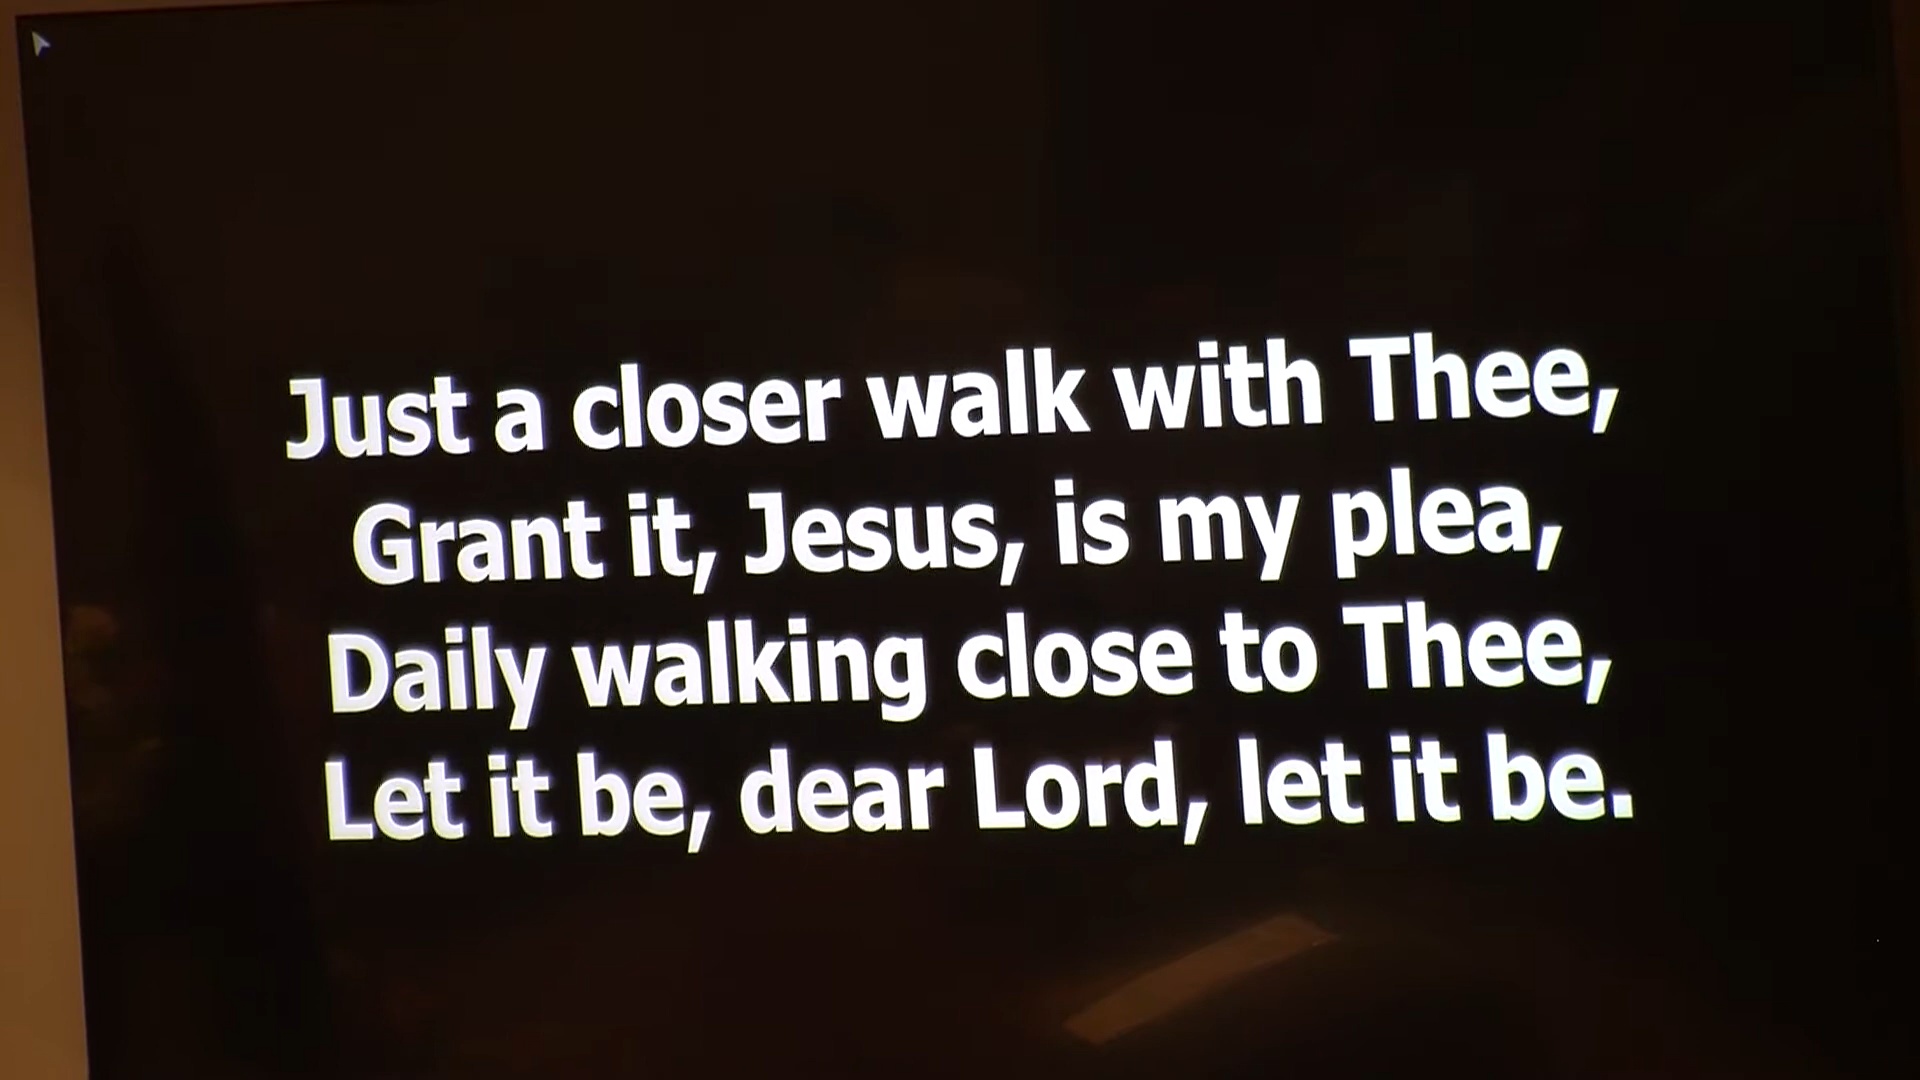 Just a closer walk with Thee,
Grant it, Jesus, is my plea,
Daily walking close to Thee,
Let it be, dear Lord, let it be.